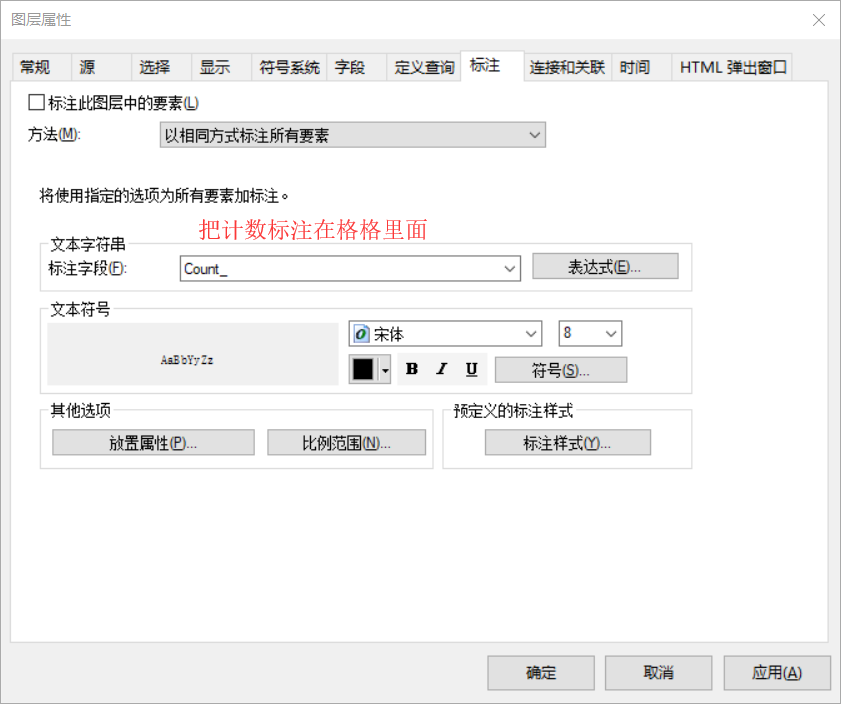 图层属性
常规 源 选择 显示 符号系统 字段 定义查询 标注 连接和关联 时间 HTML 弹出窗口
标注此图层中的要素(L)
方法(M): 以相同方式标注所有要素
将使用指定的选项为所有要素加标注。
把计数标注在格格里面
文本字符串
标注字段(F): Count_ 表达式(E)...
文本符号
AaBbYyZz 宋体 8
B I U 符号(S)...
其他选项 预定义的标注样式
放置属性(P)... 比例范围(N)... 标注样式(Y)...
确定 取消 应用(A)